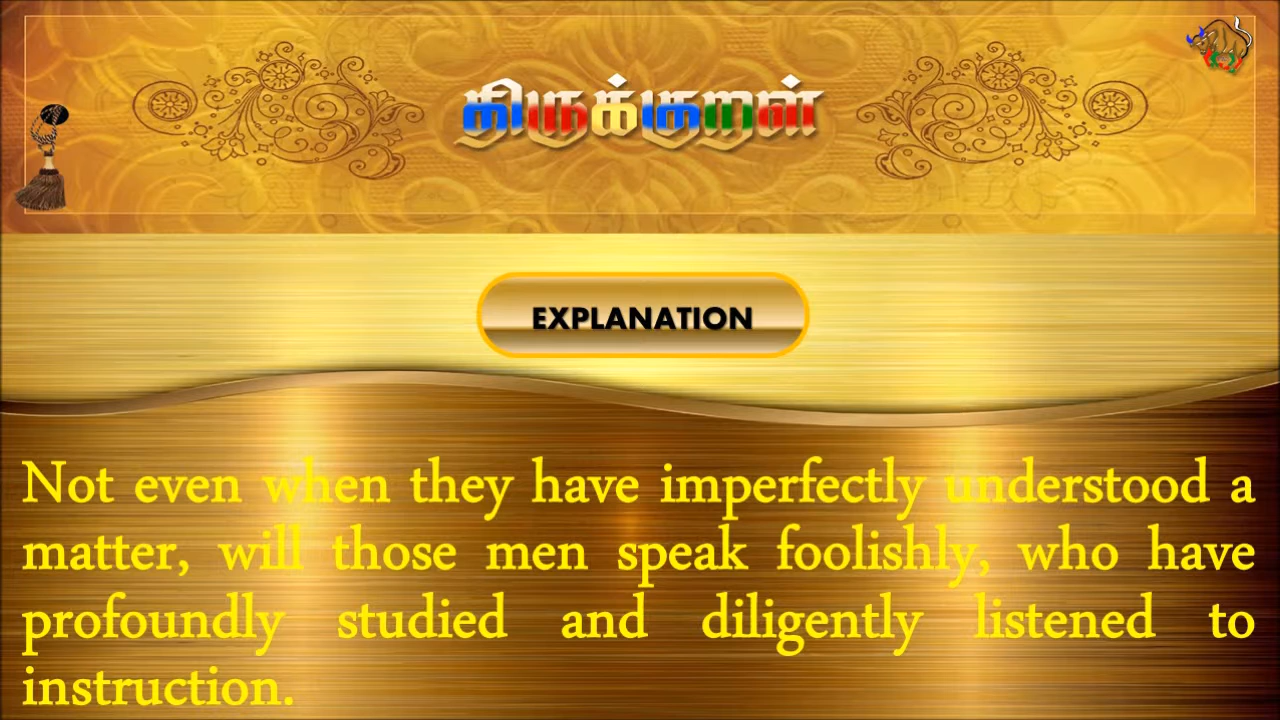 திருக்குறள்
EXPLANATION
Not even when they have imperfectly understood a
matter, will those men speak foolishly, who have
profoundly studied and diligently listened to
instruction.